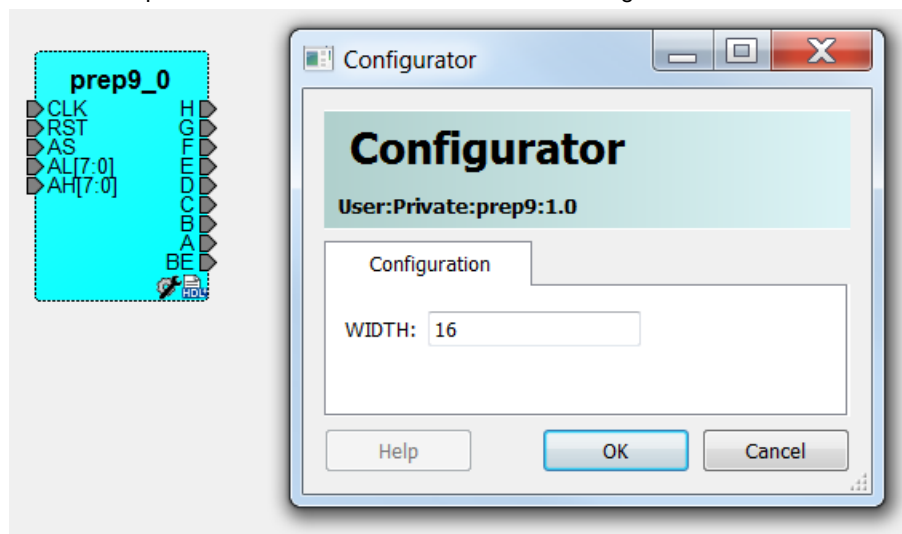 prep9_0
CLK H
RST G
AS F
AL[7:0] E
AH[7:0] D
C
B
A
BE
HDL
Configurator
Configurator
User:Private:prep9:1.0
Configuration
WIDTH: 16
Help OK Cancel